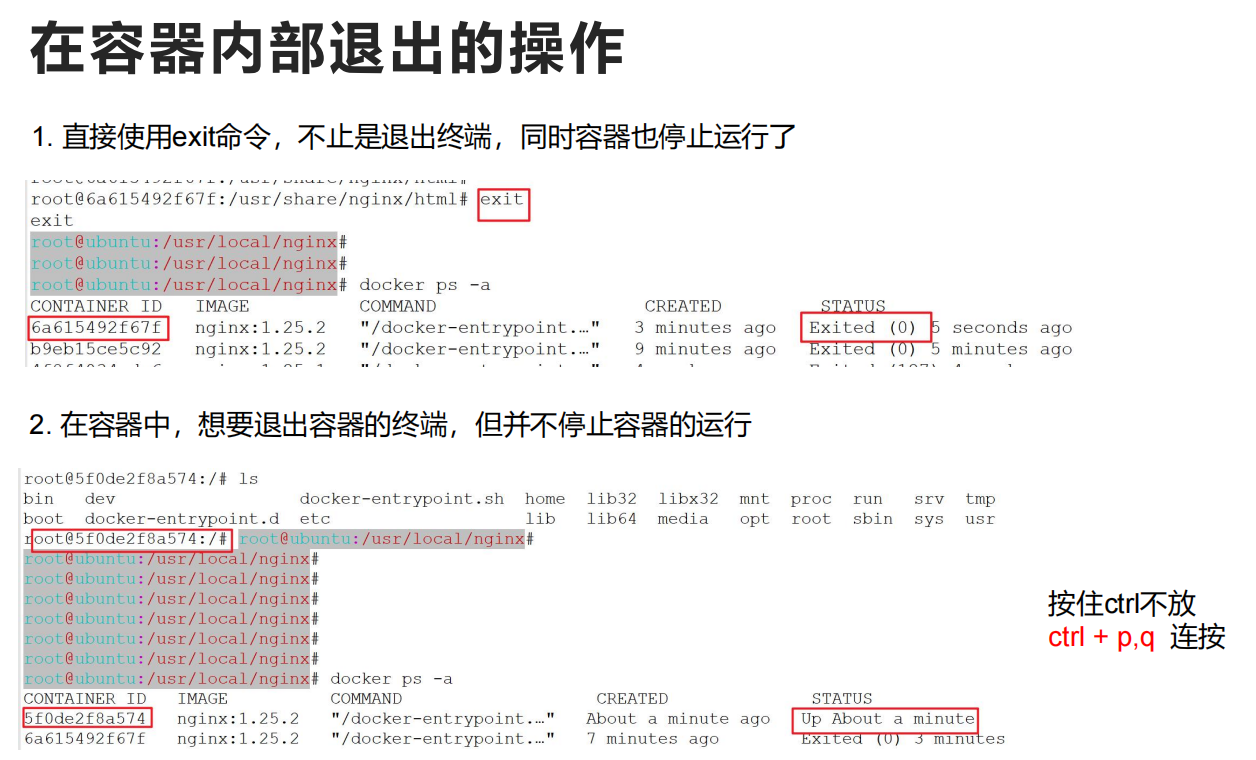 在容器内部退出的操作
1. 直接使用exit命令，不止是退出终端，同时容器也停止运行了
root@6a615492f67f:/usr/share/nginx/html# exit
exit
root@ubuntu:/usr/local/nginx#
root@ubuntu:/usr/local/nginx#
root@ubuntu:/usr/local/nginx# docker ps -a
CONTAINER ID IMAGE COMMAND CREATED STATUS
6a615492f67f nginx:1.25.2 "/docker-entrypoint.…" 3 minutes ago Exited (0) 5 seconds ago
b9eb15ce5c92 nginx:1.25.2 "/docker-entrypoint.…" 9 minutes ago Exited (0) 5 minutes ago
2. 在容器中，想要退出容器的终端，但并不停止容器的运行
root@5f0de2f8a574:/# ls
bin dev docker-entrypoint.sh home lib32 libx32 mnt proc run srv tmp
boot docker-entrypoint.d etc lib lib64 media opt root sbin sys usr
root@5f0de2f8a574:/# root@ubuntu:/usr/local/nginx#
root@ubuntu:/usr/local/nginx#
root@ubuntu:/usr/local/nginx#
root@ubuntu:/usr/local/nginx#
root@ubuntu:/usr/local/nginx#
root@ubuntu:/usr/local/nginx#
root@ubuntu:/usr/local/nginx#
root@ubuntu:/usr/local/nginx# docker ps -a
CONTAINER ID IMAGE COMMAND CREATED STATUS
5f0de2f8a574 nginx:1.25.2 "/docker-entrypoint.…" About a minute ago Up About a minute
6a615492f67f nginx:1.25.2 "/docker-entrypoint.…" 7 minutes ago Exited (0) 3 minutes
按住ctrl不放
ctrl + p,q 连按